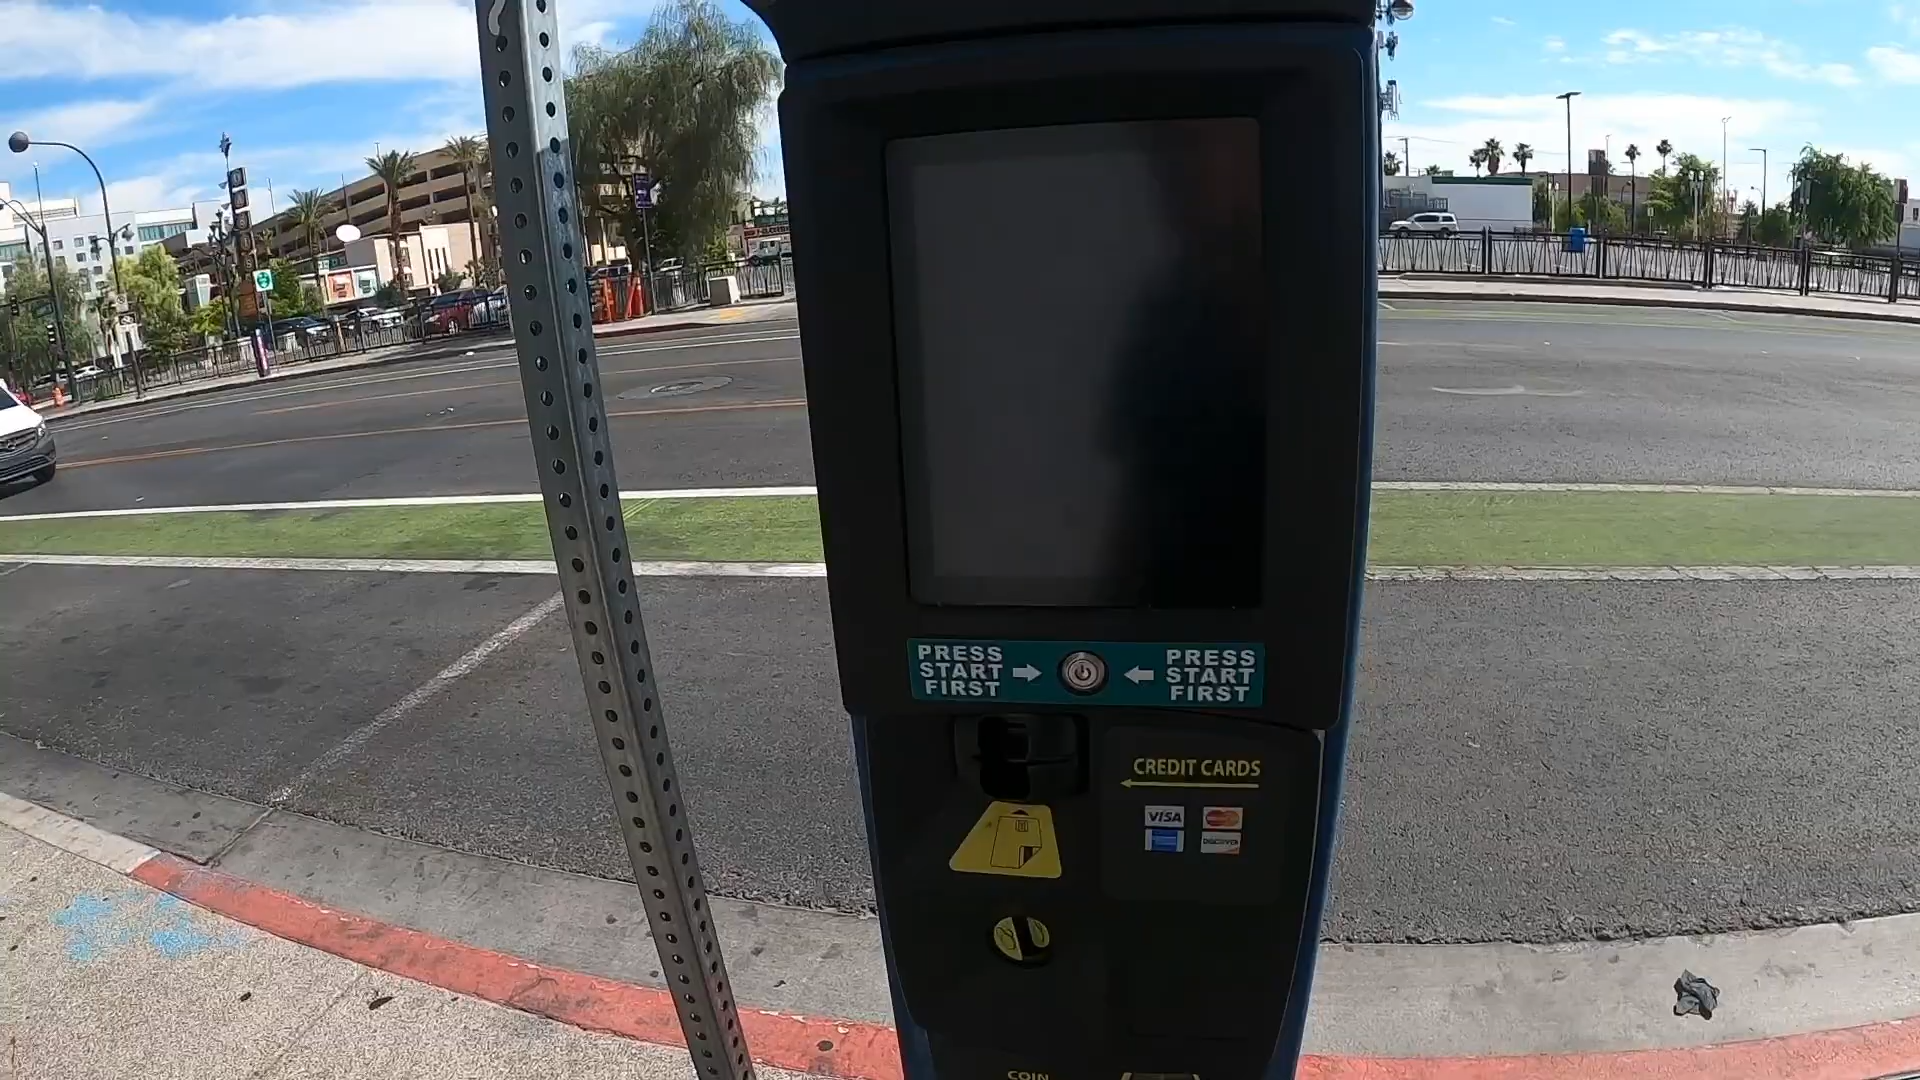 PRESS
START
FIRST
PRESS
START
FIRST
CREDIT CARDS
VISA
DISCOVER
COIN